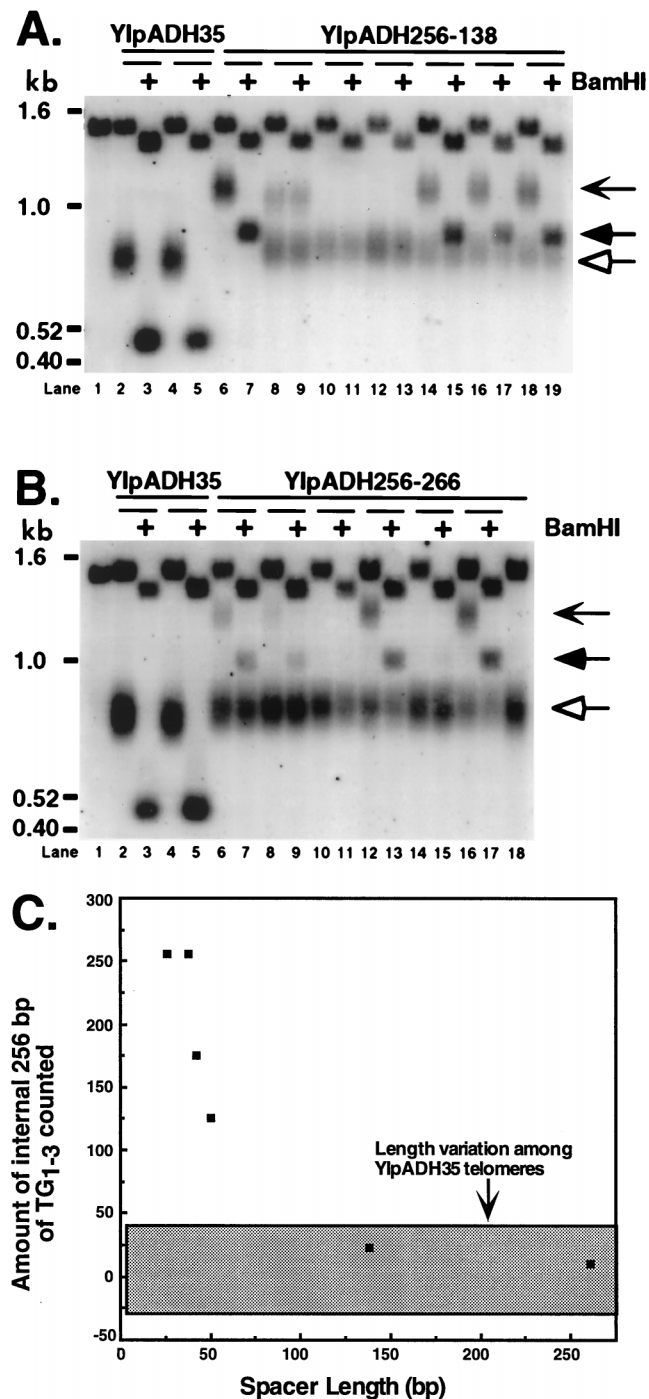 A.
YIpADH35 YIpADH256-138
kb + + + + + + + + BamHI
1.6
1.0
0.52
0.40
Lane 1 2 3 4 5 6 7 8 9 10 11 12 13 14 15 16 17 18 19
B.
YIpADH35 YIpADH256-266
kb + + + + + + + + BamHI
1.6
1.0
0.52
0.40
Lane 1 2 3 4 5 6 7 8 9 10 11 12 13 14 15 16 17 18
C.
Amount of internal 256 bp
of TG1-3 counted
300
250
200
150
100
50
0
-50
Length variation among
YIpADH35 telomeres
0 50 100 150 200 250
Spacer Length (bp)